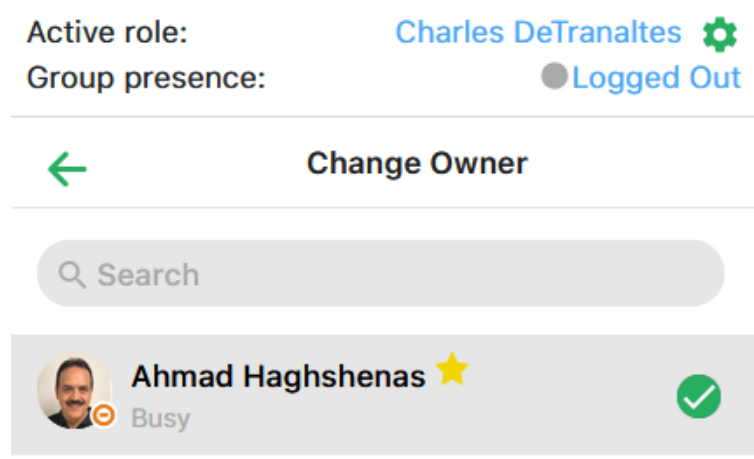 Active role: Charles DeTranaltes
Group presence: Logged Out
Change Owner
Search
Ahmad Haghshenas
Busy